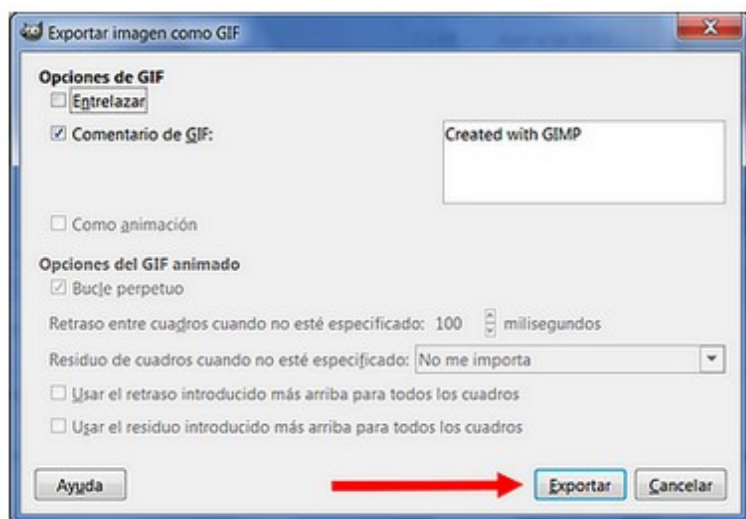 Exportar imagen como GIF
Opciones de GIF
Entrelazar
Comentario de GIF: Created with GIMP
Como animación
Opciones del GIF animado
Bucle perpetuo
Retraso entre cuadros cuando no esté especificado: 100 milisegundos
Residuo de cuadros cuando no esté especificado: No me importa
Usar el retraso introducido más arriba para todos los cuadros
Usar el residuo introducido más arriba para todos los cuadros
Ayuda Exportar Cancelar